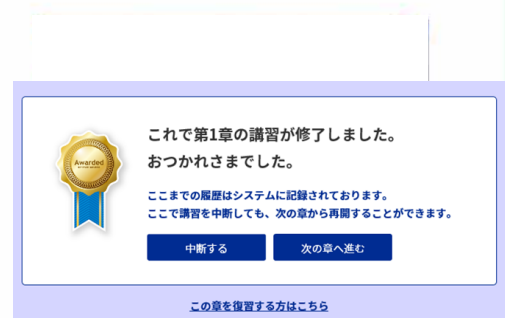 Awarded
これで第1章の講習が修了しました。
おつかれさまでした。
ここまでの履歴はシステムに記録されております。
ここで講習を中断しても、次の章から再開することができます。
中断する
次の章へ進む
この章を復習する方はこちら